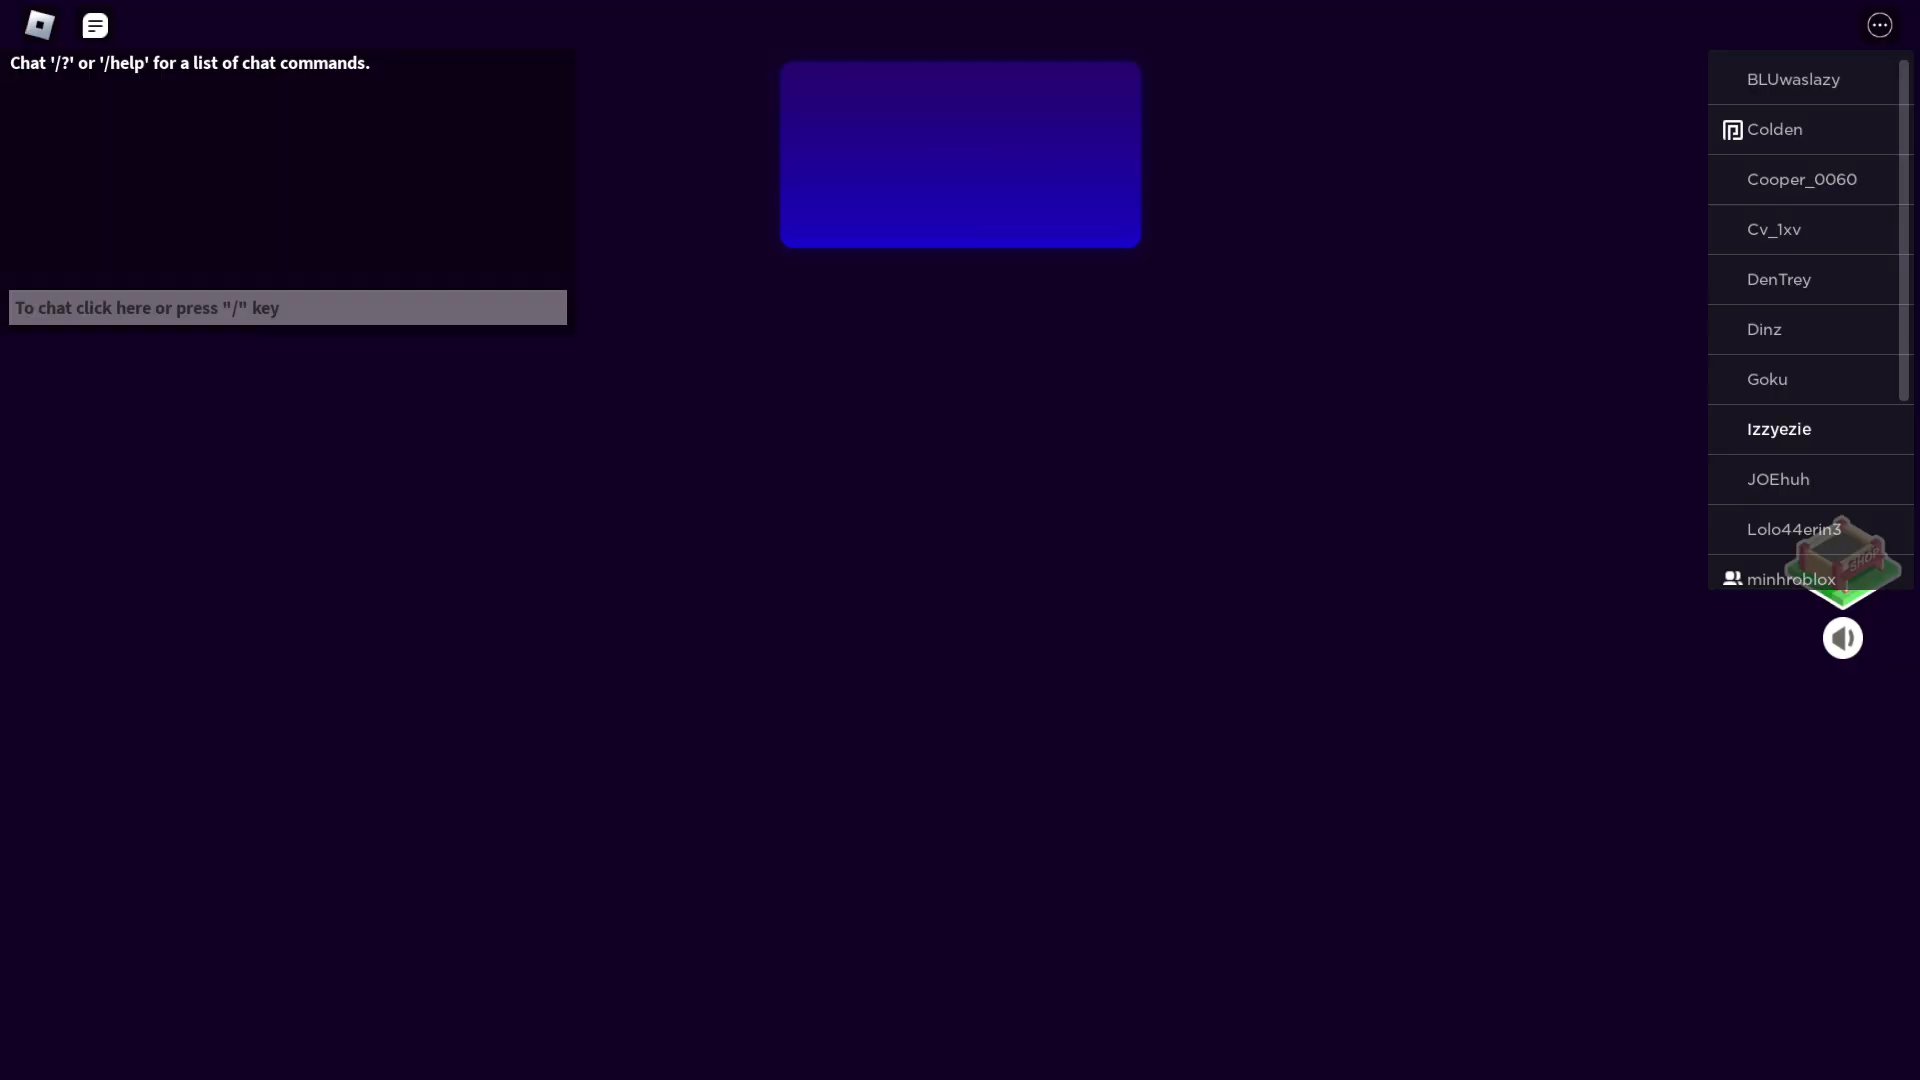 Chat '/?' or '/help' for a list of chat commands.
To chat click here or press "/" key
BLUwaslazy
Colden
Cooper_0060
Cv_1xv
DenTrey
Dinz
Goku
Izzyezie
JOEhuh
Lolo44erin3
SHOP
minhroblox